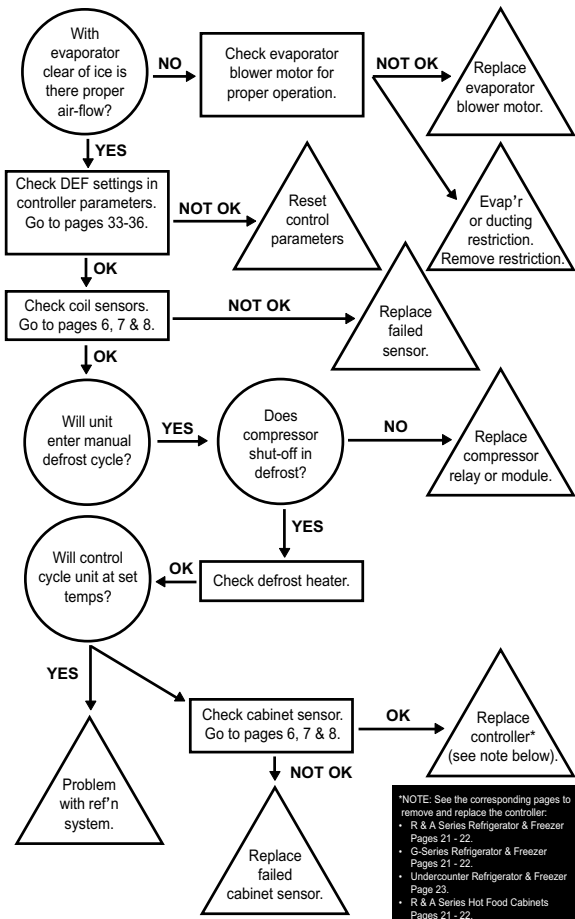 With
evaporator
clear of ice is
there proper
air-flow?
NO
Check evaporator
blower motor for
proper operation.
NOT OK
Replace
evaporator
blower motor.
YES
Check DEF settings in
controller parameters.
Go to pages 33-36.
NOT OK
Reset
control
parameters
Evap'r
or ducting
restriction.
Remove restriction.
OK
Check coil sensors.
Go to pages 6, 7 & 8.
NOT OK
Replace
failed
sensor.
OK
Will unit
enter manual
defrost cycle?
YES
Does
compressor
shut-off in
defrost?
NO
Replace
compressor
relay or module.
YES
Will control
cycle unit at set
temps?
OK
Check defrost heater.
YES
Check cabinet sensor.
Go to pages 6, 7 & 8.
OK
Replace
controller*
(see note below).
NOT OK
Problem
with ref'n
system.
Replace
failed
cabinet sensor.
*NOTE: See the corresponding pages to
remove and replace the controller:
• R & A Series Refrigerator & Freezer
Pages 21 - 22.
• G-Series Refrigerator & Freezer
Pages 21 - 22.
• Undercounter Refrigerator & Freezer
Page 23.
• R & A Series Hot Food Cabinets
Pages 21 - 22.